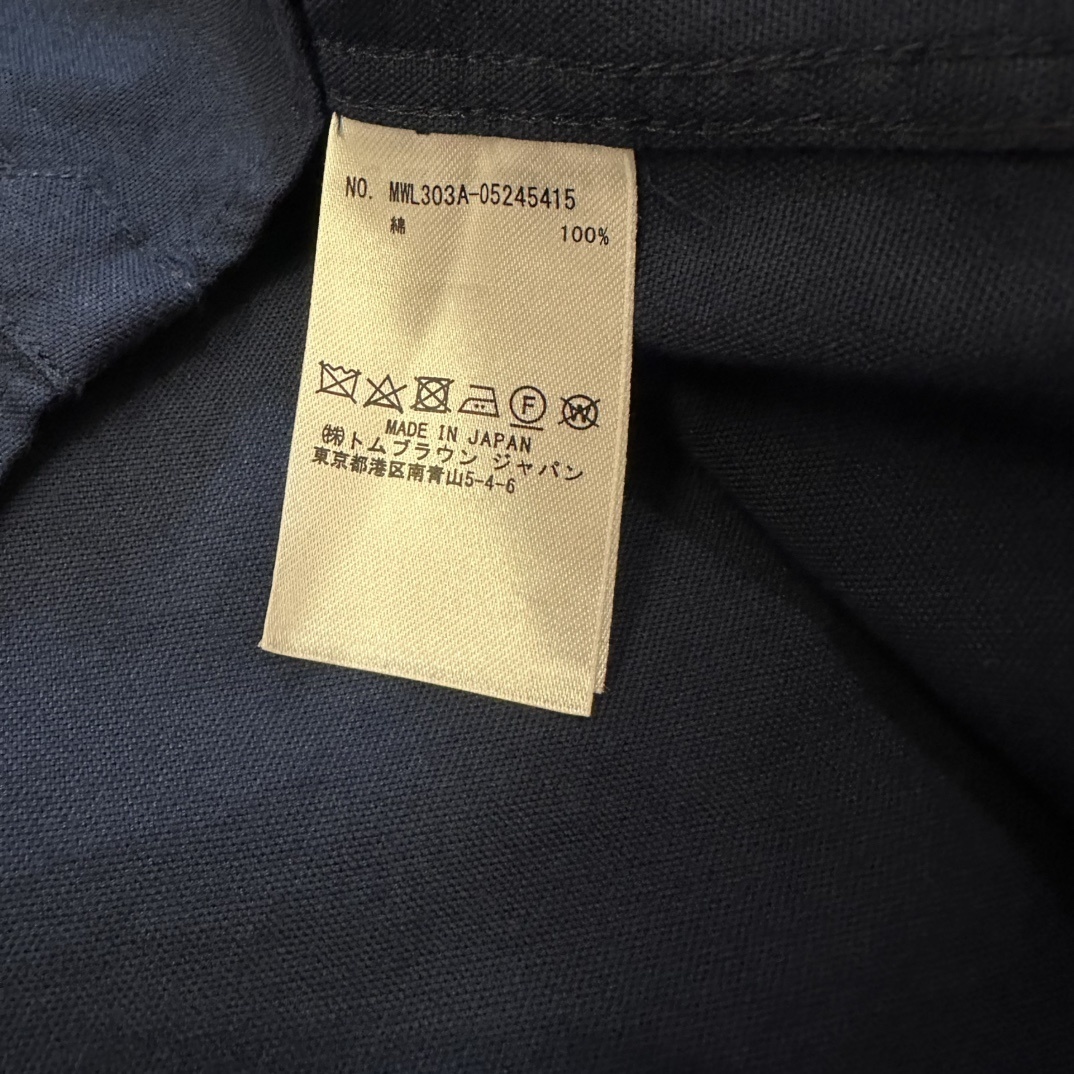 NO. MWL303A-05245415
綿 100%
F W
MADE IN JAPAN
㈱トムブラウン ジャパン
東京都港区南青山5-4-6